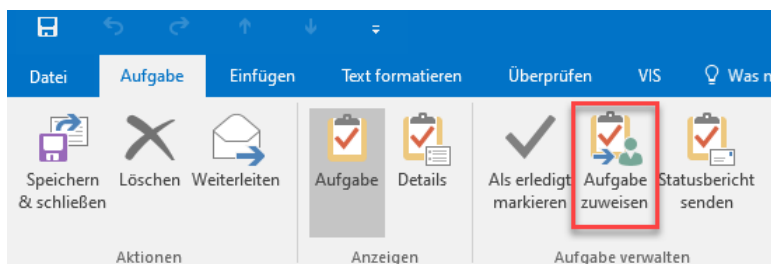 Datei Aufgabe Einfügen Text formatieren Überprüfen VIS Was
Speichern Löschen Weiterleiten Aufgabe Details Als erledigt Aufgabe Statusbericht
& schließen markieren zuweisen senden
Aktionen Anzeigen Aufgabe verwalten